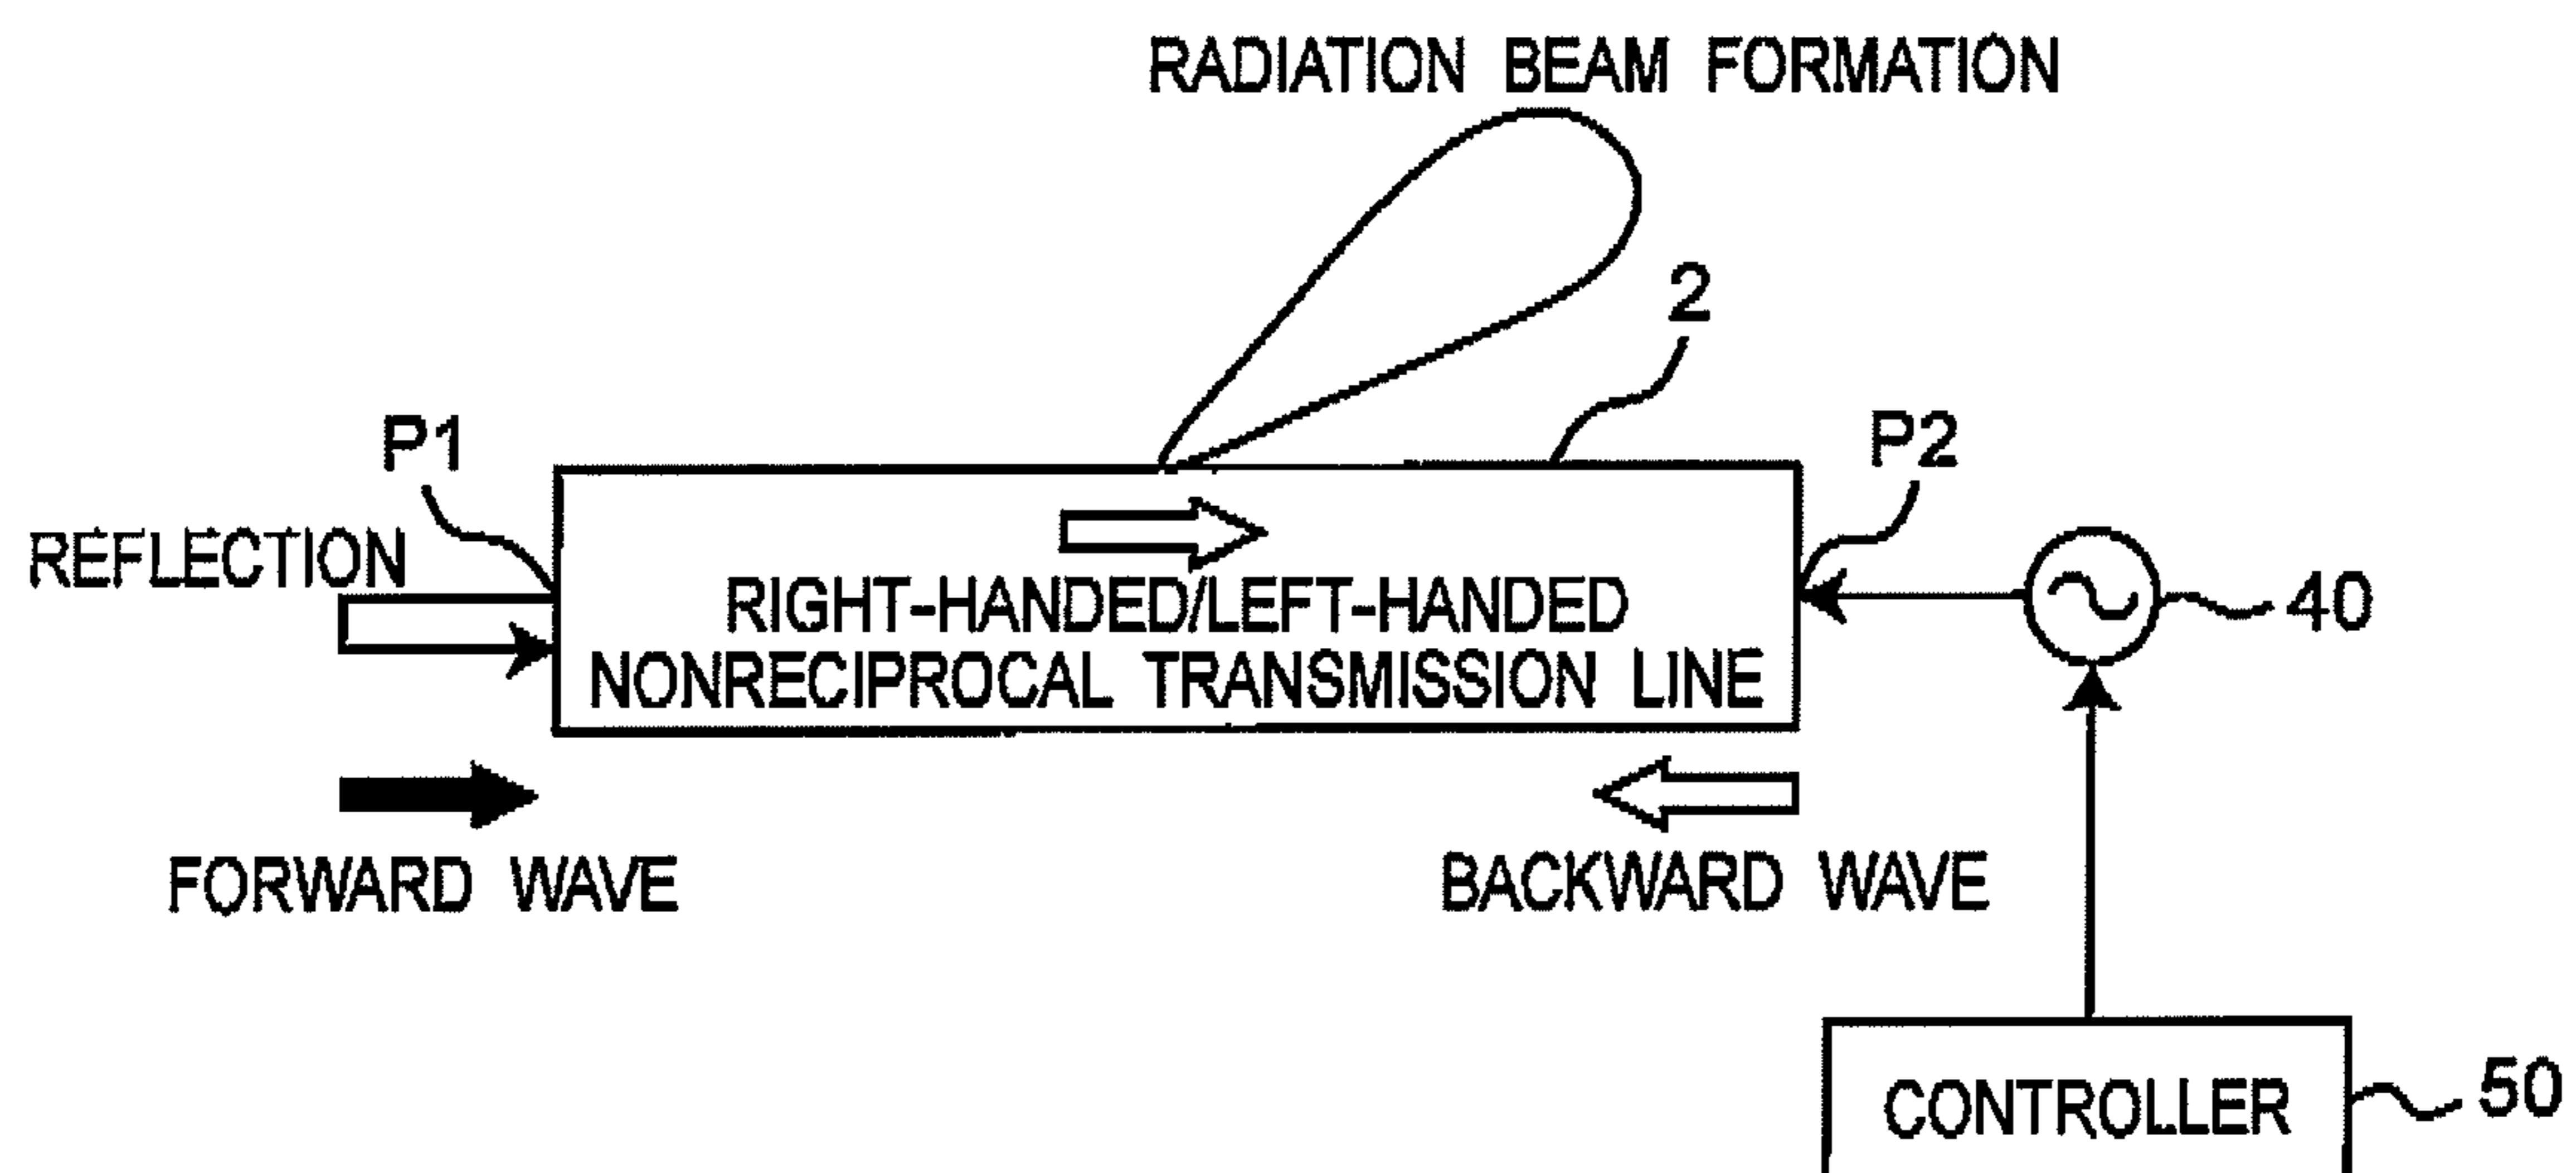 RADIATION BEAM FORMATION
2
P1
P2
REFLECTION
40
RIGHT-HANDED/LEFT-HANDED
NONRECIPROCAL TRANSMISSION LINE
FORWARD WAVE
BACKWARD WAVE
CONTROLLER
50